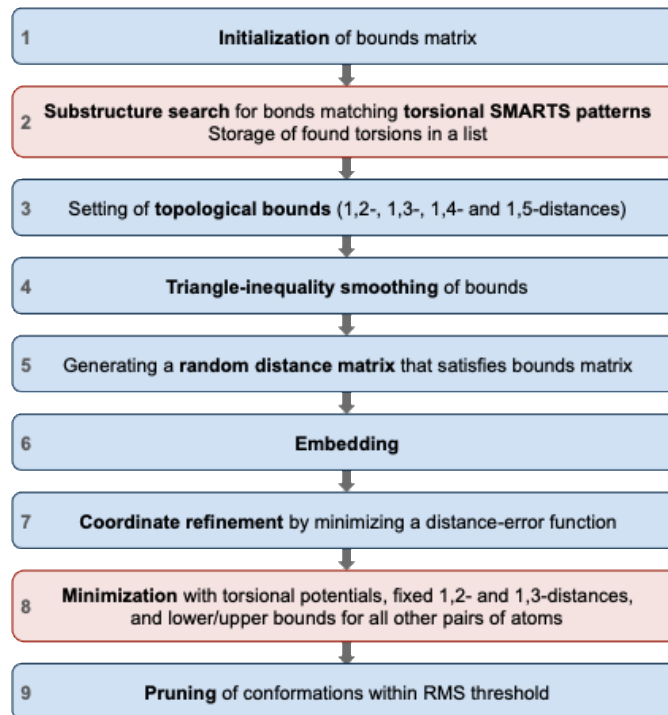 1 Initialization of bounds matrix
2 Substructure search for bonds matching torsional SMARTS patterns
Storage of found torsions in a list
3 Setting of topological bounds (1,2-, 1,3-, 1,4- and 1,5-distances)
4 Triangle-inequality smoothing of bounds
5 Generating a random distance matrix that satisfies bounds matrix
6 Embedding
7 Coordinate refinement by minimizing a distance-error function
8 Minimization with torsional potentials, fixed 1,2- and 1,3-distances,
and lower/upper bounds for all other pairs of atoms
9 Pruning of conformations within RMS threshold